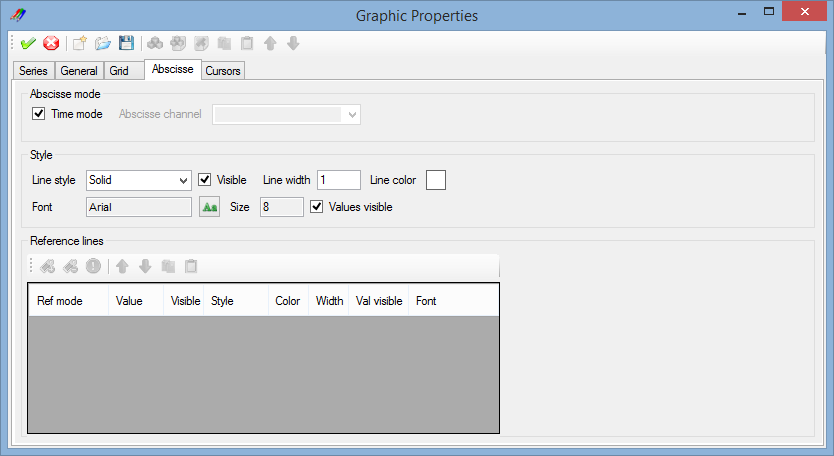 Graphic Properties
Series General Grid Abscisse Cursors
Abscisse mode
Time mode Abscisse channel
Style
Line style Solid Visible Line width 1 Line color
Font Arial Aa Size 8 Values visible
Reference lines
Ref mode Value Visible Style Color Width Val visible Font